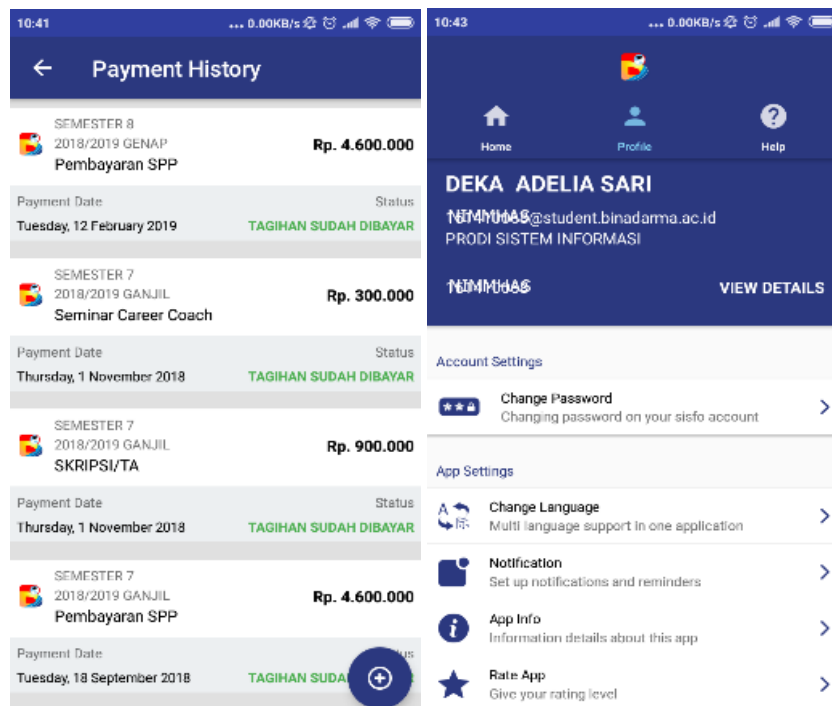 10:41
... 0.00KB/s
Payment History
SEMESTER 8
2018/2019 GENAP
Rp. 4.600.000
Pembayaran SPP
Payment Date
Status
Tuesday, 12 February 2019
TAGIHAN SUDAH DIBAYAR
SEMESTER 7
2018/2019 GANJIL
Rp. 300.000
Seminar Career Coach
Payment Date
Status
Thursday, 1 November 2018
TAGIHAN SUDAH DIBAYAR
SEMESTER 7
2018/2019 GANJIL
Rp. 900.000
SKRIPSI/TA
Payment Date
Status
Thursday, 1 November 2018
TAGIHAN SUDAH DIBAYAR
SEMESTER 7
2018/2019 GANJIL
Rp. 4.600.000
Pembayaran SPP
Payment Date
Tuesday, 18 September 2018
TAGIHAN
10:43
... 0.00KB/s
Home
Profile
Help
DEKA ADELIA SARI
@student.binadarma.ac.id
PRODI SISTEM INFORMASI
VIEW DETAILS
Account Settings
Change Password
Changing password on your sisfo account
App Settings
Change Language
Multi language support in one application
Notification
Set up notifications and reminders
App Info
Information details about this app
Rate App
Give your rating level